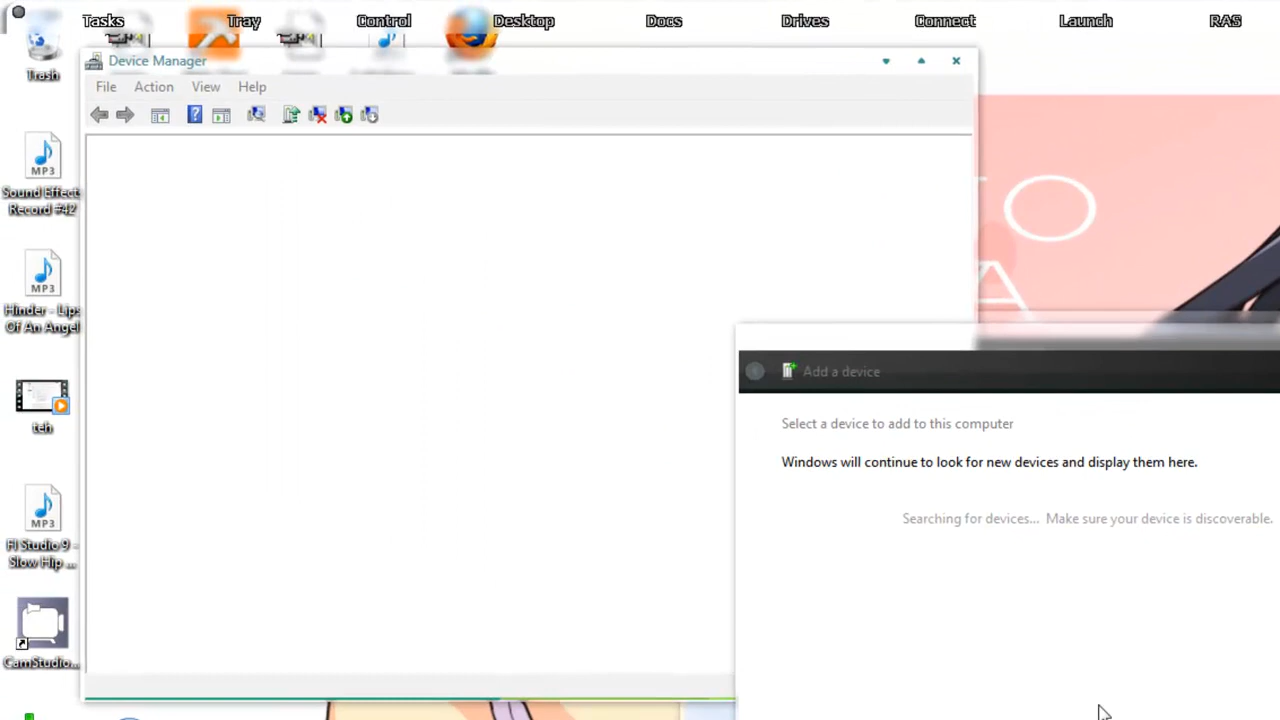 Tasks
Tray
Control
Desktop
Docs
Drives
Connect
Launch
RAS
Trash
Device Manager
File
Action
View
Help
MP3
Sound Effects
Record #42
MP3
Hinder - Lips
Of An Angel
teh
MP3
Fl Studio 9 -
Slow Hip ...
CamStudio...
O
A
Add a device
Select a device to add to this computer
Windows will continue to look for new devices and display them here.
Searching for devices... Make sure your device is discoverable.